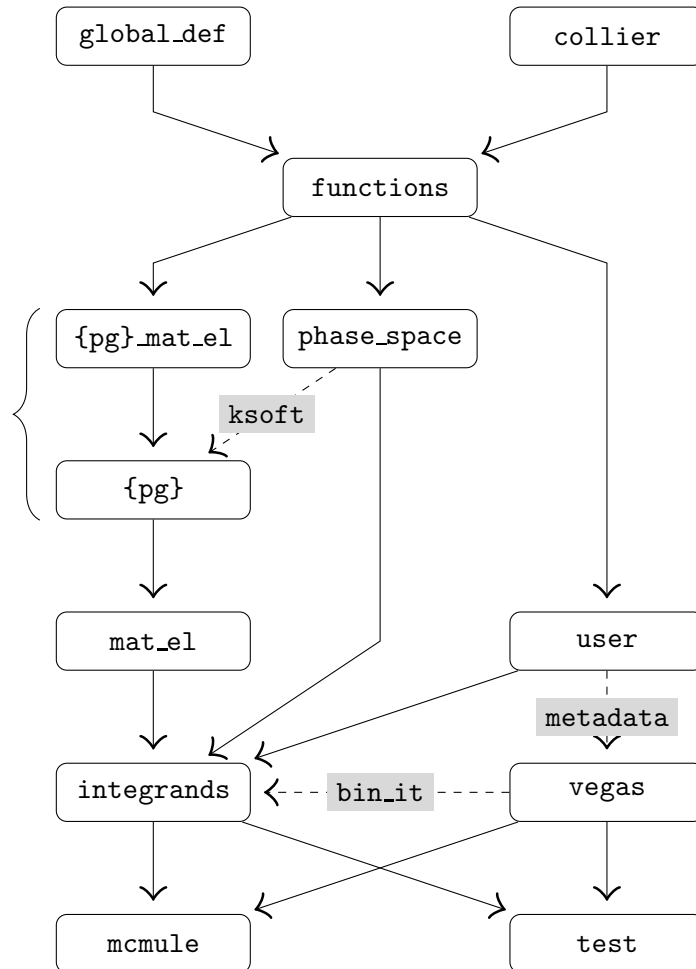 global_def
collier
functions
{pg}_mat_el
phase_space
ksoft
{pg}
mat_el
user
metadata
integrands
bin_it
vegas
mcmule
test